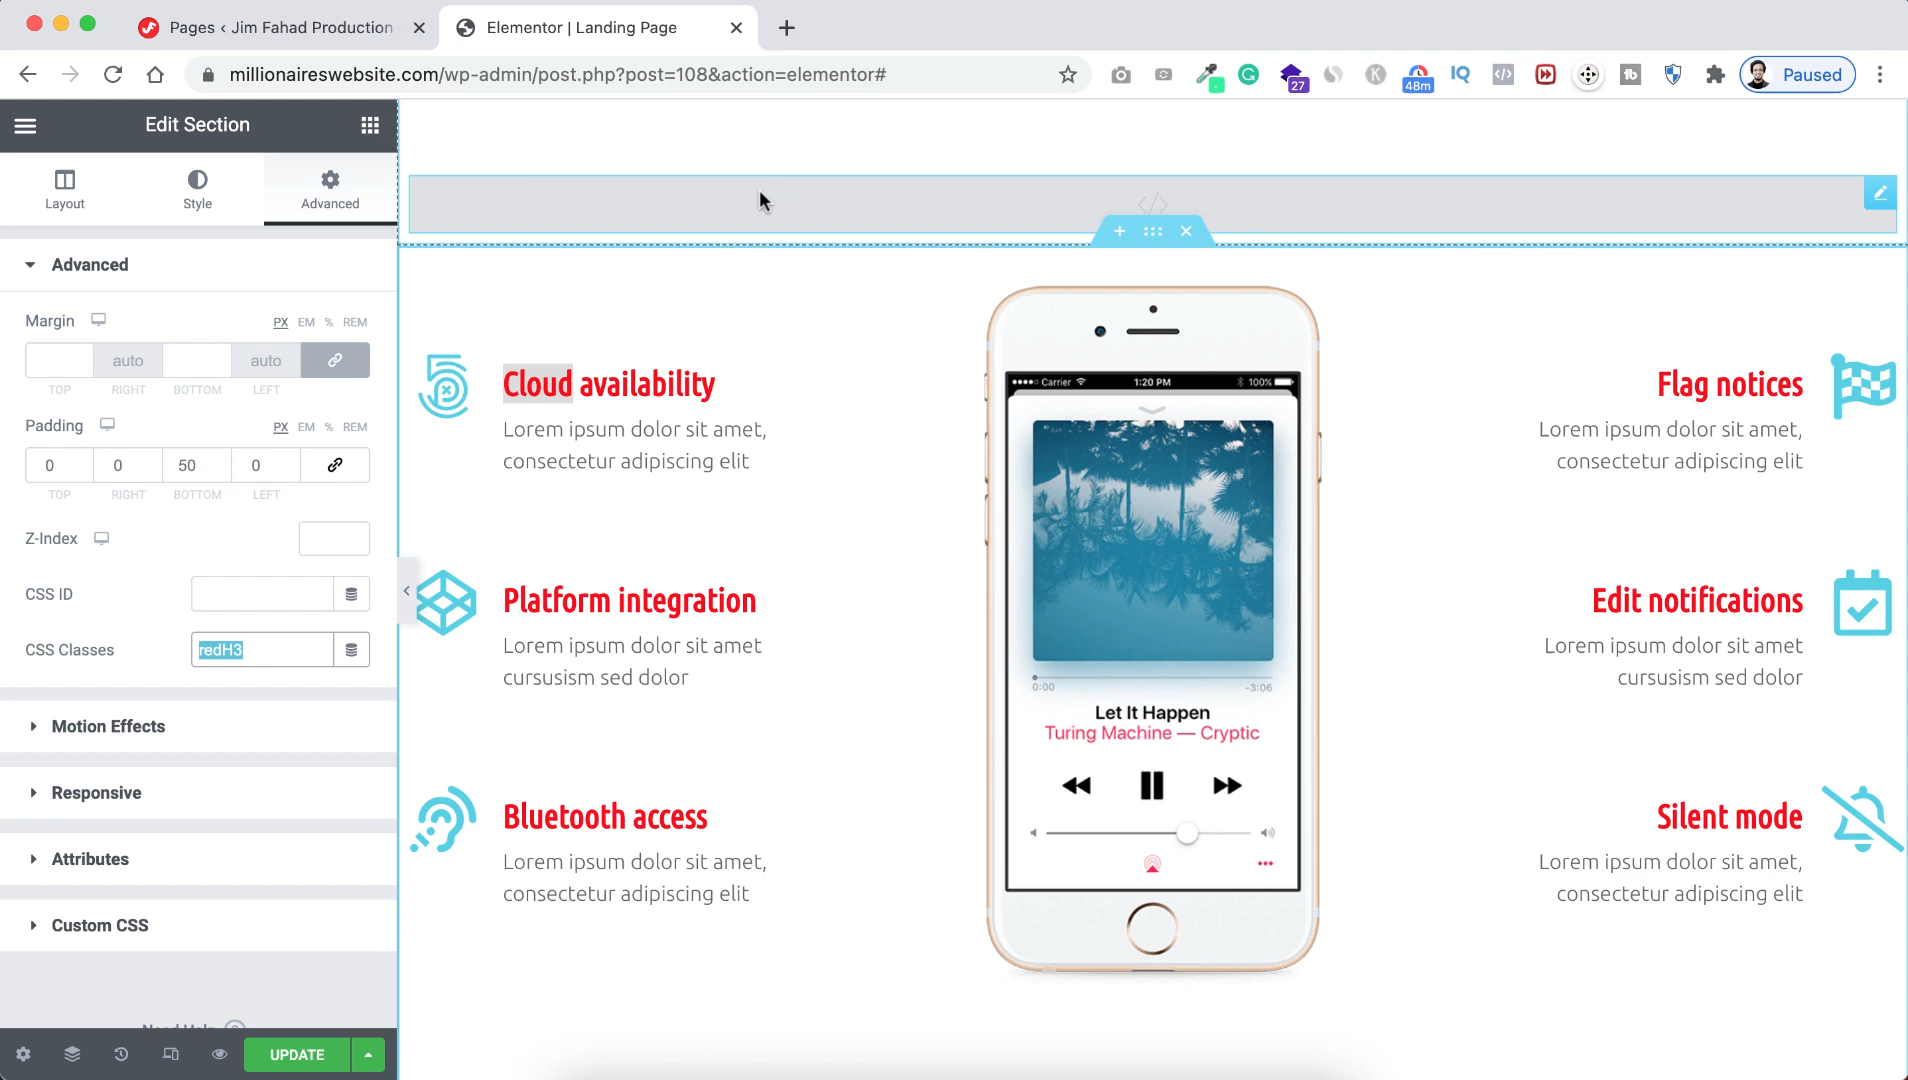 Pages ‹ Jim Fahad Production
Elementor | Landing Page
millionaireswebsite.com/wp-admin/post.php?post=108&action=elementor#
27
48m
IQ
Paused
Edit Section
Layout
Style
Advanced
Advanced
Margin
PX EM % REM
auto auto
TOP RIGHT BOTTOM LEFT
Padding
PX EM % REM
0 0 50 0
TOP RIGHT BOTTOM LEFT
Z-Index
CSS ID
CSS Classes
redH3
Motion Effects
Responsive
Attributes
Custom CSS
Need Help
UPDATE
Cloud availability
Lorem ipsum dolor sit amet,
consectetur adipiscing elit
Platform integration
Lorem ipsum dolor sit amet
cursusism sed dolor
Bluetooth access
Lorem ipsum dolor sit amet,
consectetur adipiscing elit
Carrier 1:20 PM 100%
0:00 -3:06
Let It Happen
Turing Machine — Cryptic
Flag notices
Lorem ipsum dolor sit amet,
consectetur adipiscing elit
Edit notifications
Lorem ipsum dolor sit amet
cursusism sed dolor
Silent mode
Lorem ipsum dolor sit amet,
consectetur adipiscing elit